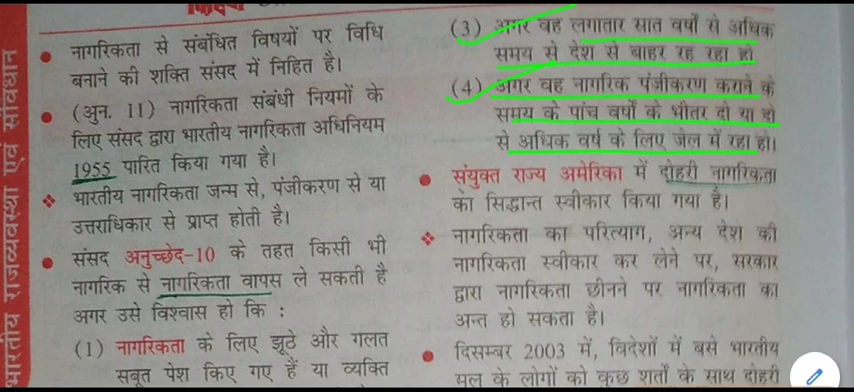 भारतीय राजव्यवस्था एवं संविधान
नागरिकता से संबंधित विषयों पर विधि
बनाने की शक्ति संसद में निहित है।
(अुन. 11) नागरिकता संबंधी नियमों के
लिए संसद द्वारा भारतीय नागरिकता अधिनियम
1955 पारित किया गया है।
भारतीय नागरिकता जन्म से, पंजीकरण से या
उत्तराधिकार से प्राप्त होती है।
संसद अनुच्छेद-10 के तहत किसी भी
नागरिक से नागरिकता वापस ले सकती है
अगर उसे विश्वास हो कि :
(1) नागरिकता के लिए झूठे और गलत
सबूत पेश किए गए हैं या व्यक्ति
(3) अगर वह लगातार सात वर्षों से अधिक
समय से देश से बाहर रह रहा हो
(4) अगर वह नागरिक पंजीकरण कराने के
समय के पांच वर्षों के भीतर दो या दो
से अधिक वर्ष के लिए जेल में रहा हो।
संयुक्त राज्य अमेरिका में दोहरी नागरिकता
का सिद्धान्त स्वीकार किया गया है।
नागरिकता का परित्याग, अन्य देश की
नागरिकता स्वीकार कर लेने पर, सरकार
द्वारा नागरिकता छीनने पर नागरिकता का
अन्त हो सकता है।
दिसम्बर 2003 में, विदेशों में बसे भारतीय
मूल के लोगों को कुछ शर्तों के साथ दोहरी